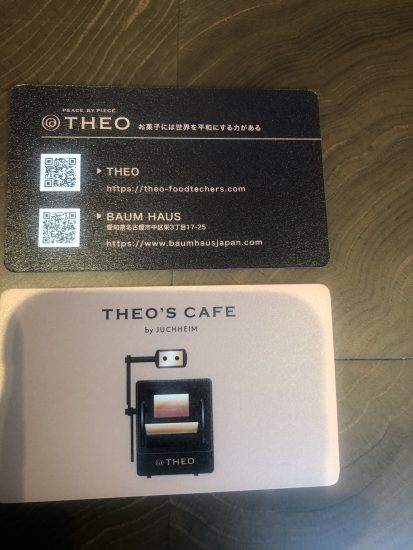 PEACE BY PIECE
THEO お菓子には世界を平和にする力がある
THEO
https://theo-foodtechers.com
BAUM HAUS
愛知県名古屋市中区栄3丁目17-25
https://www.baumhausjapan.com
THEO'S CAFE
by JUCHHEIM
THEO